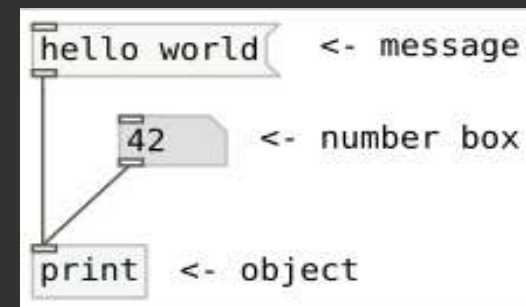 hello world <- message
42 <- number box
print <- object